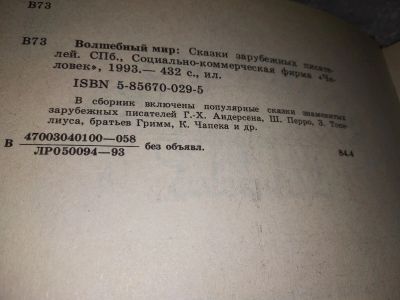 В73
В73 Волшебный мир: Сказки зарубежных писате-
лей. СПб., Социально-коммерческая фирма «Че-
ловек», 1993.— 432 с., ил.
ISBN 5-85670-029-5
В сборник включены популярные сказки знаменитых
зарубежных писателей Г.-Х. Андерсена, Ш. Перро, З. Топе-
лиуса, братьев Гримм, К. Чапека и др.
В 47003040100—058 без объявл. 84.4
ЛР050094—93